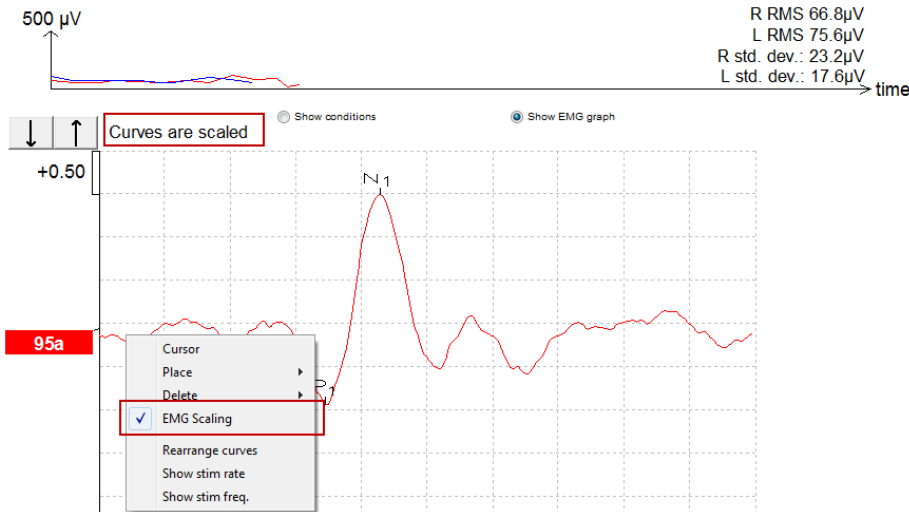 500 µV
R RMS 66.8µV
L RMS 75.6µV
R std. dev.: 23.2µV
L std. dev.: 17.6µV
time
Show conditions
Show EMG graph
Curves are scaled
+0.50
N1
95a
Cursor
Place
P1
Delete
EMG Scaling
Rearrange curves
Show stim rate
Show stim freq.